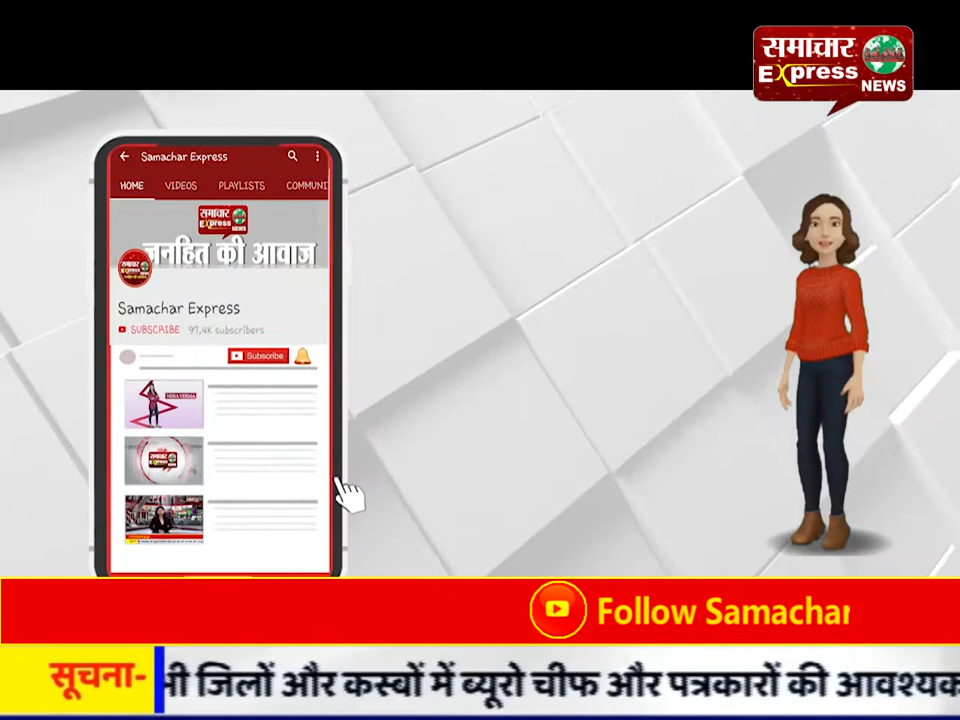 समाचार
Express
NEWS
Samachar Express
HOME VIDEOS PLAYLISTS COMMUNI
समाचार
Express
NEWS
जनहित की आवाज
Samachar Express
SUBSCRIBE 97.4K subscribers
Subscribe
Follow Samachar
सूचना- भी जिलों और कस्बों में ब्यूरो चीफ और पत्रकारों की आवश्यक